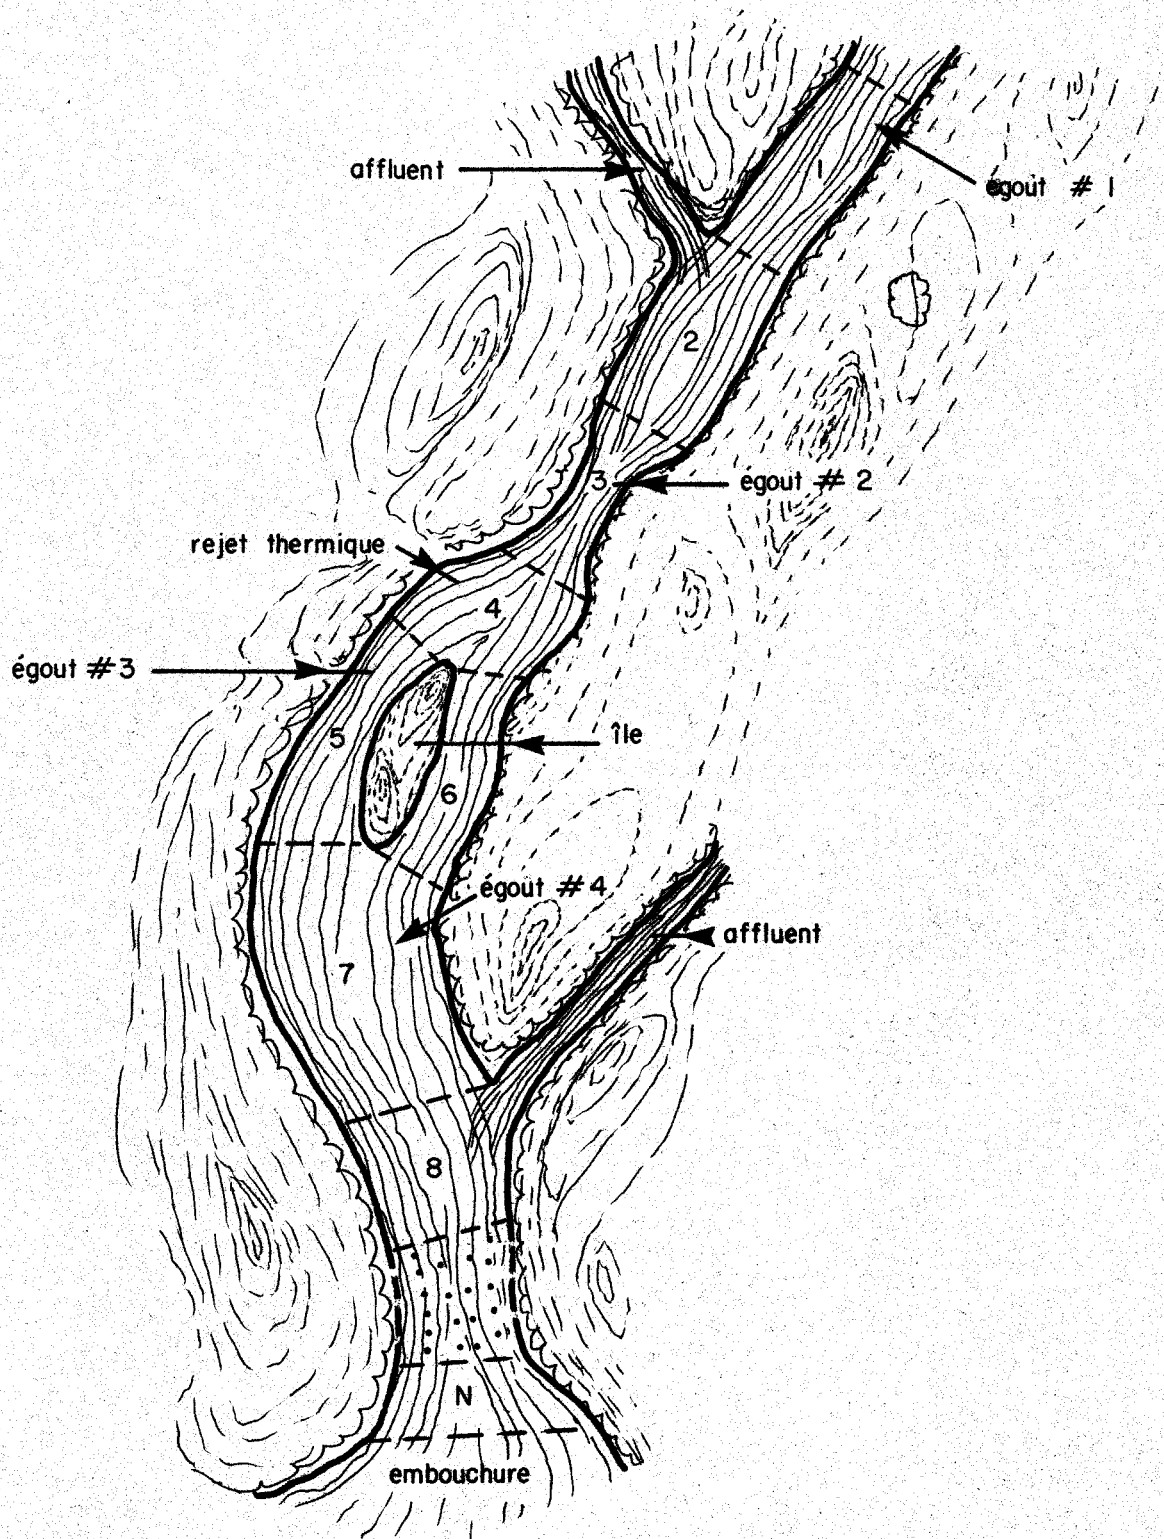 affluent
égout # 1
1
2
3
égout # 2
rejet thermique
4
égout #3
5
île
6
égout #4
affluent
7
8
N
embouchure